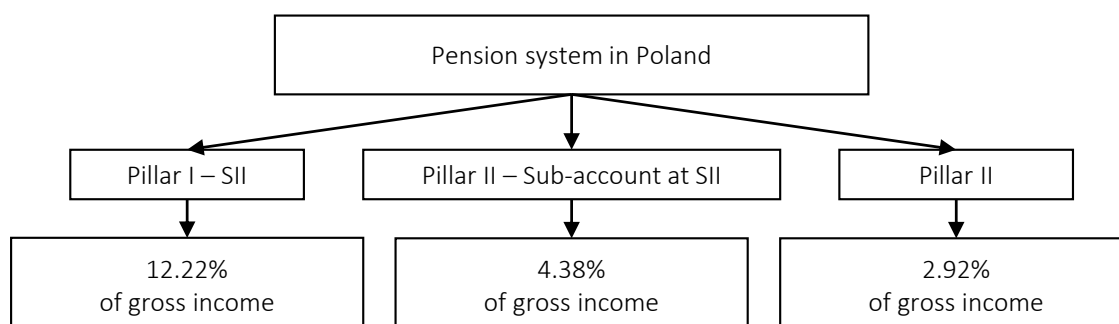 Pension system in Poland
Pillar I – SII
Pillar II – Sub-account at SII
Pillar II
12.22%
of gross income
4.38%
of gross income
2.92%
of gross income